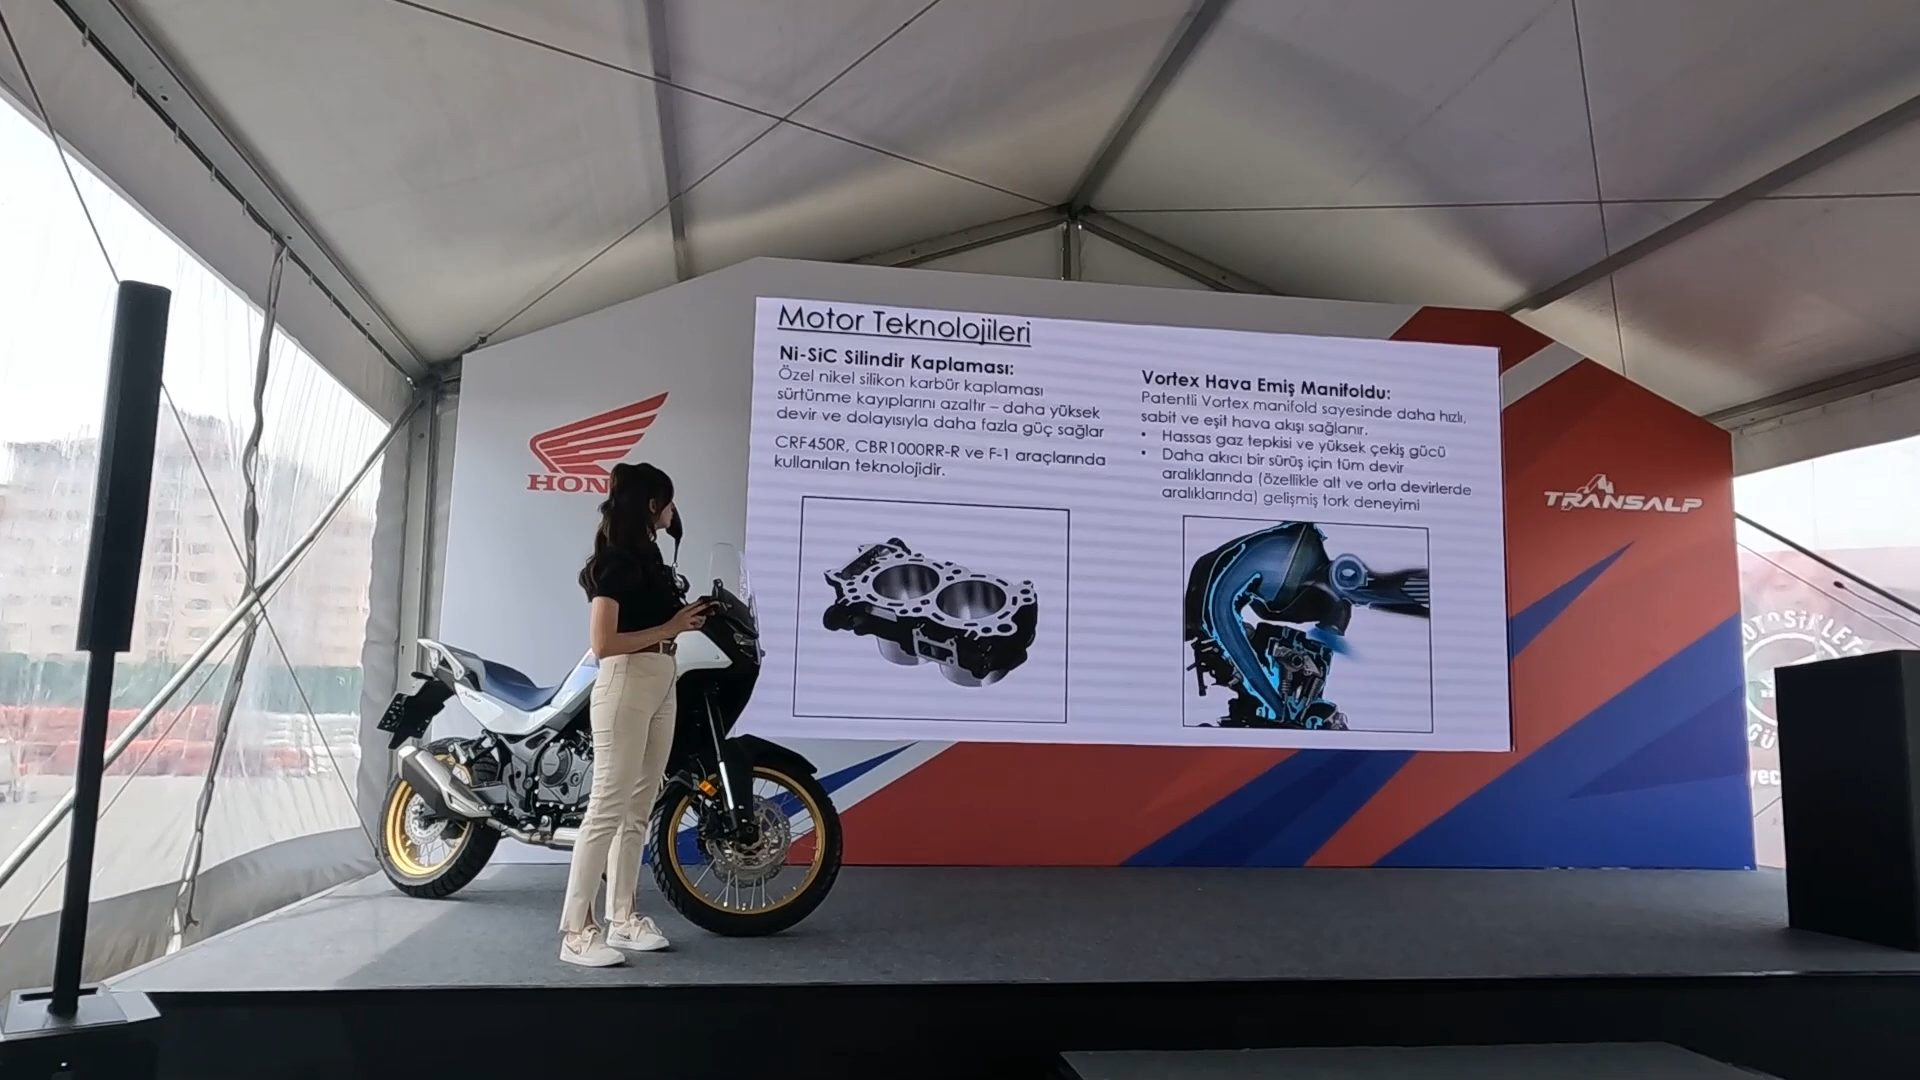 Motor Teknolojileri
Ni-SiC Silindir Kaplaması:
Özel nikel silikon karbür kaplaması
sürtünme kayıplarını azaltır – daha yüksek
devir ve dolayısıyla daha fazla güç sağlar
CRF450R, CBR1000RR-R ve F-1 araçlarında
kullanılan teknolojidir.
Vortex Hava Emiş Manifoldu:
Patentli Vortex manifold sayesinde daha hızlı,
sabit ve eşit hava akışı sağlanır.
• Hassas gaz tepkisi ve yüksek çekiş gücü
• Daha akıcı bir sürüş için tüm devir
aralıklarında (özellikle alt ve orta devirlerde
aralıklarında) gelişmiş tork deneyimi
HON
TRANSALP